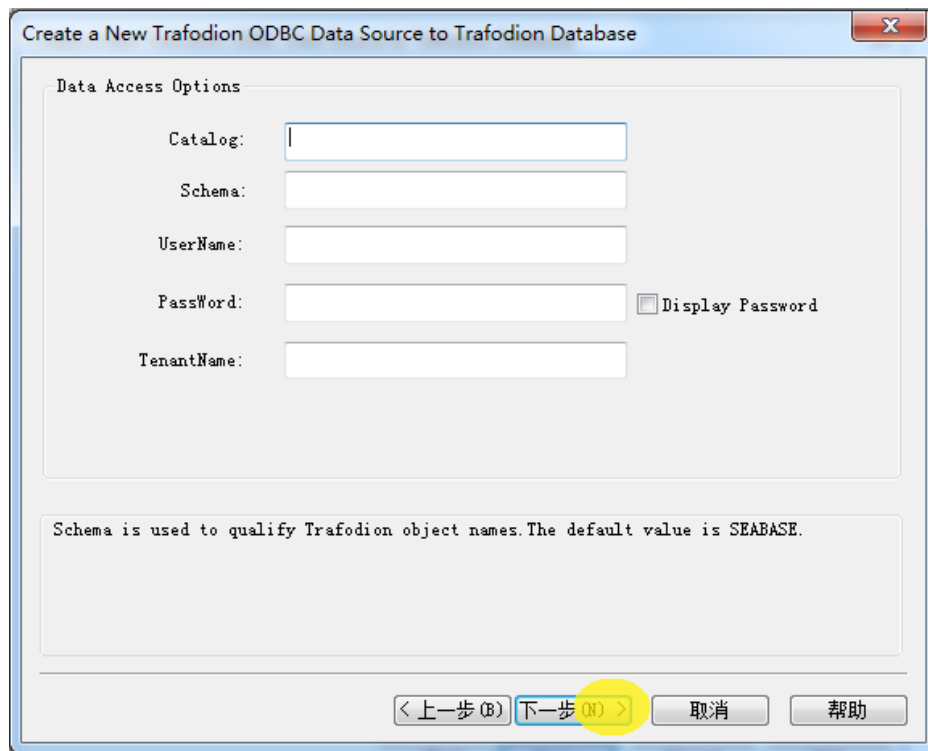 Create a New Trafodion ODBC Data Source to Trafodion Database
Data Access Options
Catalog:
Schema:
UserName:
PassWord:
Display Password
TenantName:
Schema is used to qualify Trafodion object names.The default value is SEABASE.
< 上一步(B) 下一步(N) > 取消 帮助